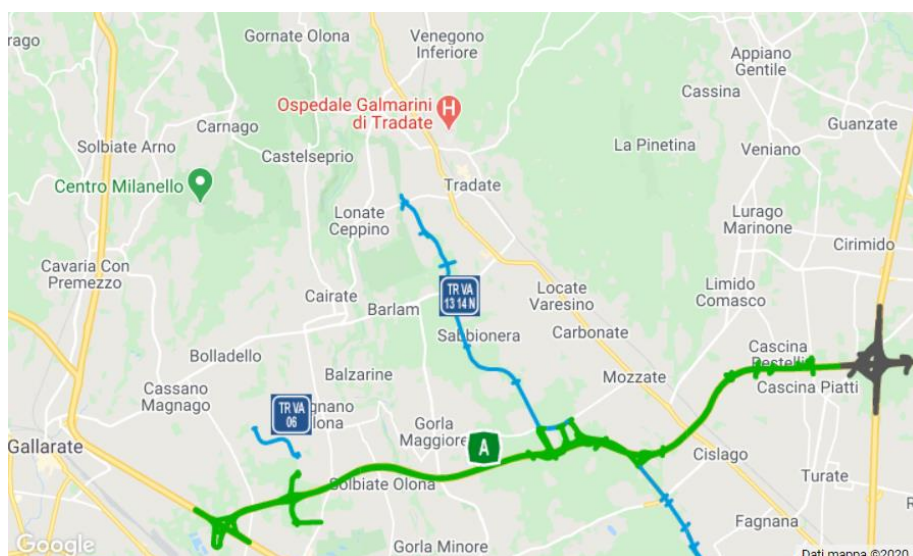 Gornate Olona
Venegono
Inferiore
Appiano
Gentile
Cassina
Ospedale Galmarini
di Tradate
H
Guanzate
Carnago
Solbiate Arno
La Pinetina
Veniano
Castelseprio
Centro Milanello
Tradate
Lonate
Ceppino
Lurago
Marinone
Cirimido
Cavaria Con
Premezzo
Limido
Comasco
Cairate
TR VA
13 14 N
Locate
Varesino
Barlam
Sabbionera
Carbonate
Bolladello
Cascina
Cascina Piatti
Balzarine
Mozzate
Cassano
Magnago
TR VA
06
Gorla
Maggiore
A
Gallarate
Cislago
Solbiate Olona
Turate
Fagnana
Gorla Minore
Google
Dati mappa ©2020